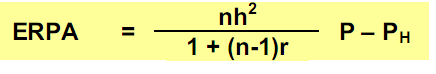 ERPA = nh² / 1 + (n-1)r P – P_H